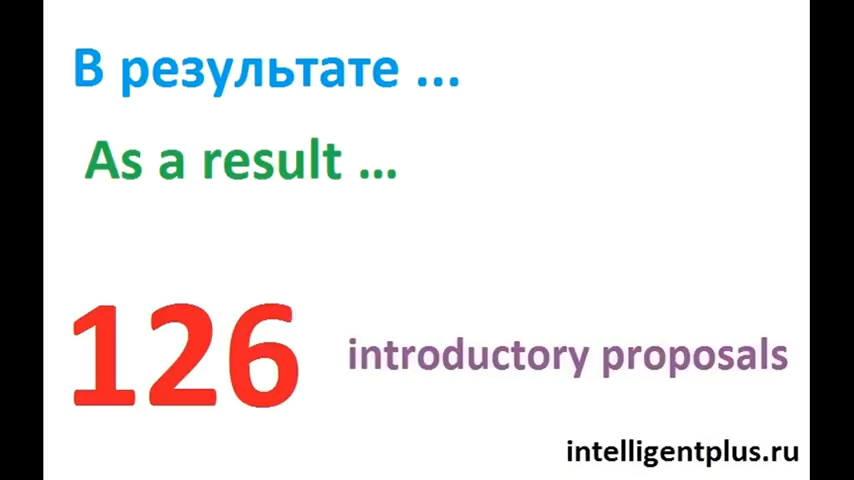 В результате ...
As a result ...
126 introductory proposals
intelligentplus.ru